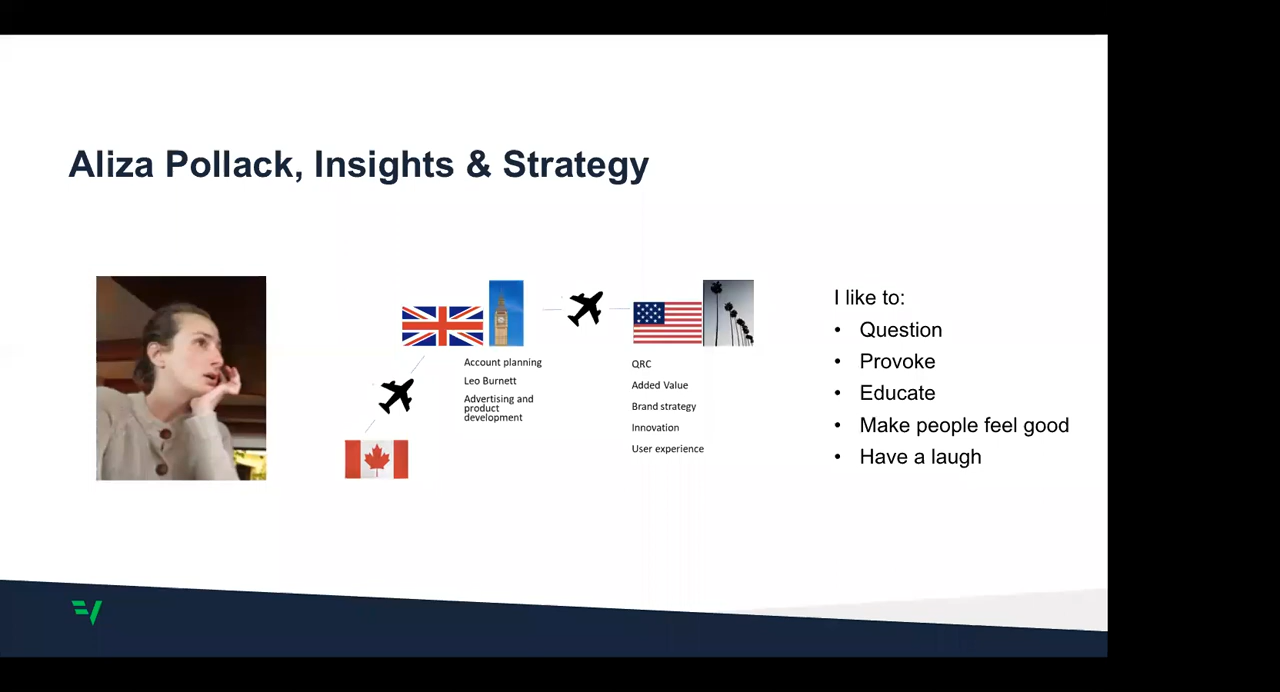 Aliza Pollack, Insights & Strategy
Account planning
Leo Burnett
Advertising and
product
development
QRC
Added Value
Brand strategy
Innovation
User experience
I like to:
• Question
• Provoke
• Educate
• Make people feel good
• Have a laugh